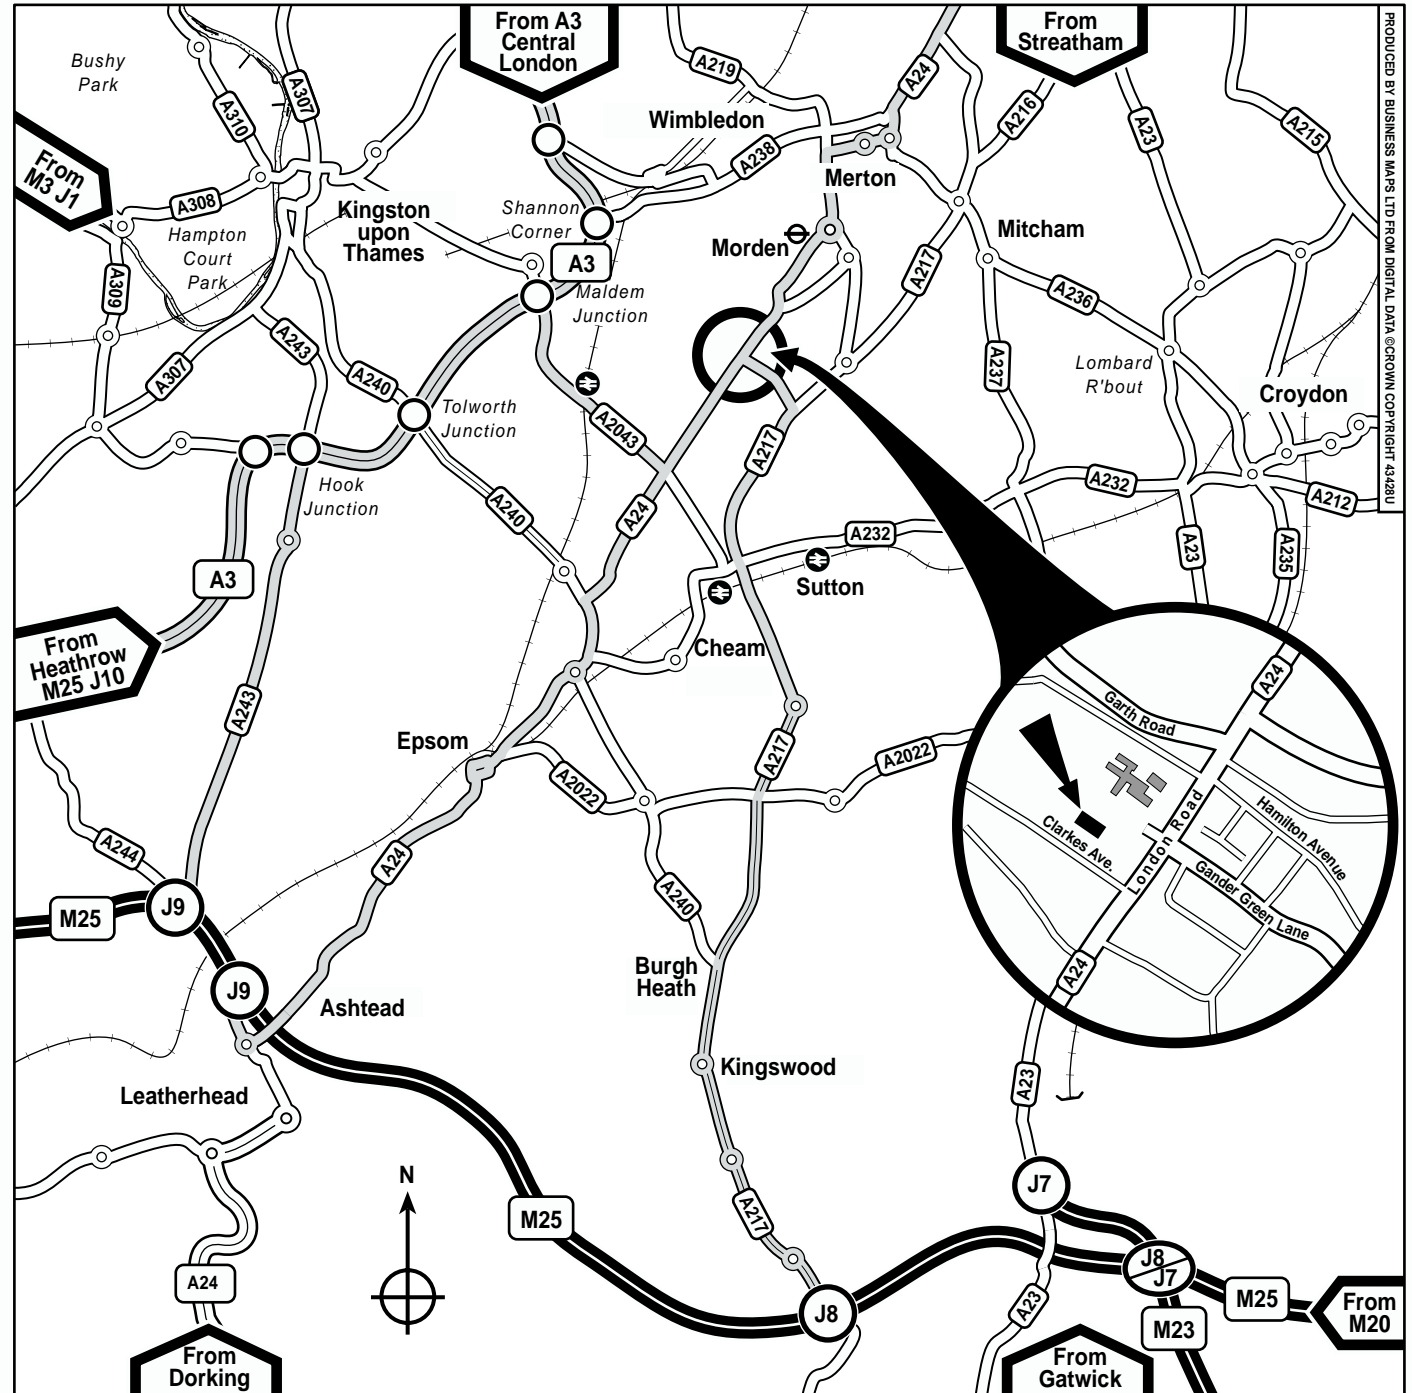 From A3
Central
London
From
Streatham
PRODUCED BY BUSINESS MAPS LTD FROM DIGITAL DATA ©CROWN COPYRIGHT 43428U
Bushy
Park
A310
A307
A219
A24
A216
A23
A215
Wimbledon
A238
From
M3 J1
A308
Merton
Kingston
upon
Thames
Shannon
Corner
A3
Hampton
Court
Park
A309
Morden
Mitcham
A217
A236
Maldem
Junction
A243
A307
A240
Lombard
R'bout
A237
Croydon
Tolworth
Junction
A2043
A217
Hook
Junction
A240
A24
A232
A212
A232
A23
A235
A3
Sutton
From
Heathrow
M25 J10
Cheam
A243
A24
Garth Road
Epsom
A217
A2022
A2022
Clarkes Ave.
London Road
Hamilton Avenue
Gander Green Lane
A24
A244
A24
A240
M25
J9
J9
Burgh
Heath
Ashtead
Kingswood
A23
Leatherhead
N
J7
M25
A217
J8
J7
A24
J8
A23
M25
From
M20
M23
From
Dorking
From
Gatwick